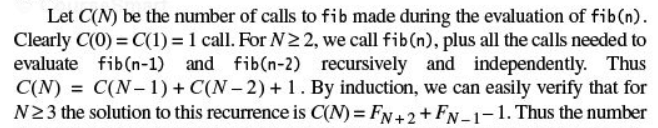 Let C(N) be the number of calls to fib made during the evaluation of fib(n).
Clearly C(0) = C(1) = 1 call. For N ≥ 2, we call fib(n), plus all the calls needed to
evaluate fib(n-1) and fib(n-2) recursively and independently. Thus
C(N) = C(N – 1) + C(N – 2) + 1. By induction, we can easily verify that for
N ≥ 3 the solution to this recurrence is C(N) = F_{N+2} + F_{N–1} – 1. Thus the number